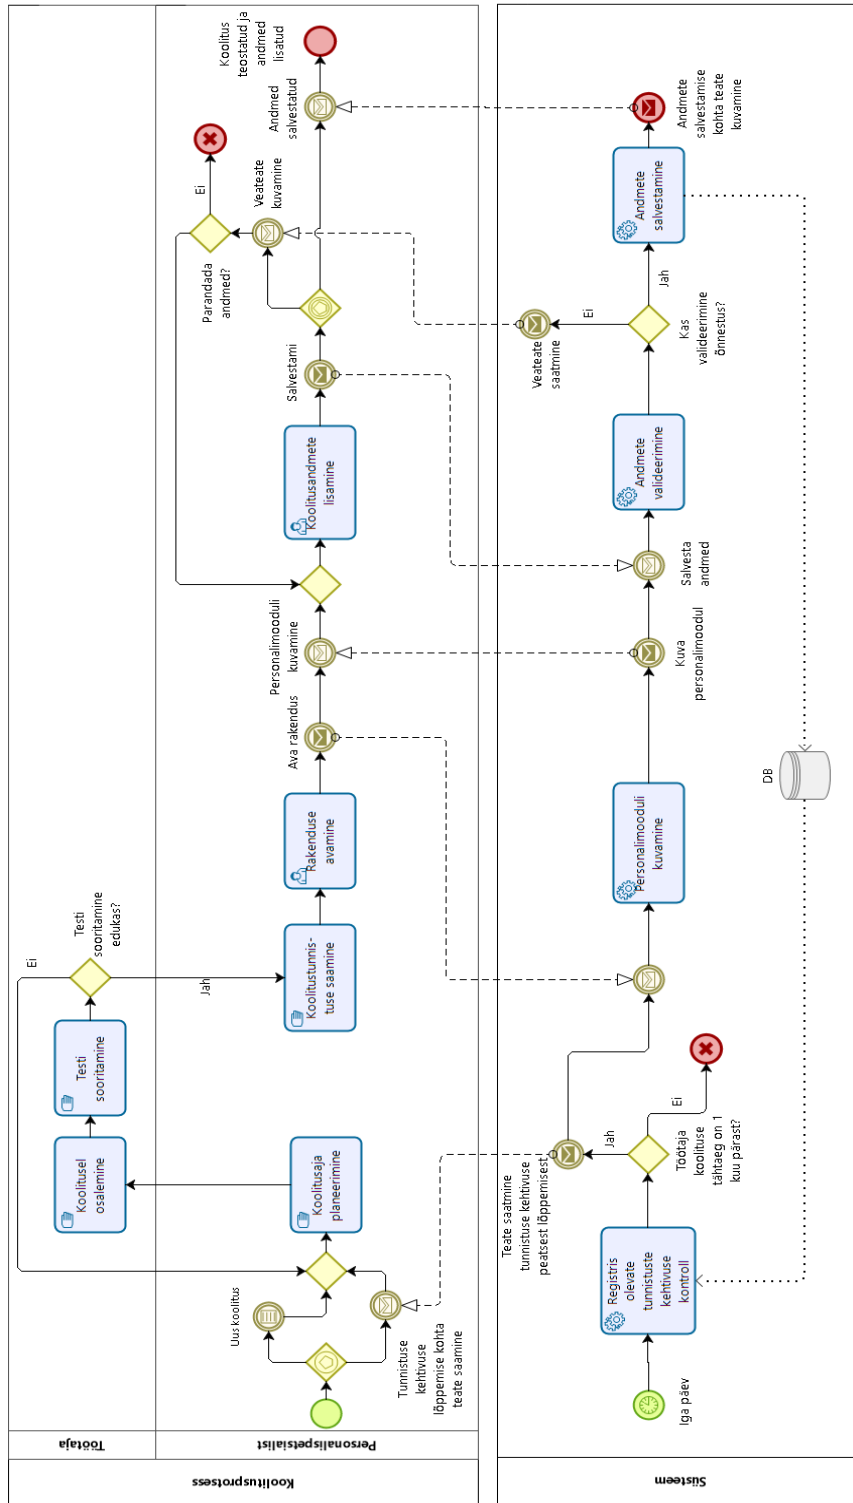 Koolitusprotsess
Töötaja
Personalispetsialist
Koolitusel
osalemine
Testi
sooritamine
Testi
sooritamine
edukas?
Ei
Jah
Uus koolitus
Tunnistuse
kehtivuse
lõppemise kohta
teate saamine
Koolitusaja
planeerimine
Koolitustunnis-
tuse saamine
Rakenduse
avamine
Ava rakendus
Personalimooduli
kuvamine
Koolitusandmete
lisamine
Salvestami
Parandada
andmed?
Ei
Veateate
kuvamine
Andmed
salvestatud
Koolitus
teostatud ja
andmed
lisatud
Süsteem
Iga päev
Registris
olevate
tunnistuste
kehtivuse
kontroll
Töötaja
koolituse
tähtaeg on 1
kuu pärast?
Jah
Ei
Teate saatmine
tunnistuse kehtivuse
peatsest lõppemisest
Personalimooduli
kuvamine
Kuva
personalimoodul
Salvesta
andmed
Andmete
valideerimine
Kas
valideerimine
õnnestus?
Ei
Jah
Veateate
saatmine
Andmete
salvestamine
Andmete
salvestamise
kohta teate
kuvamine
DB